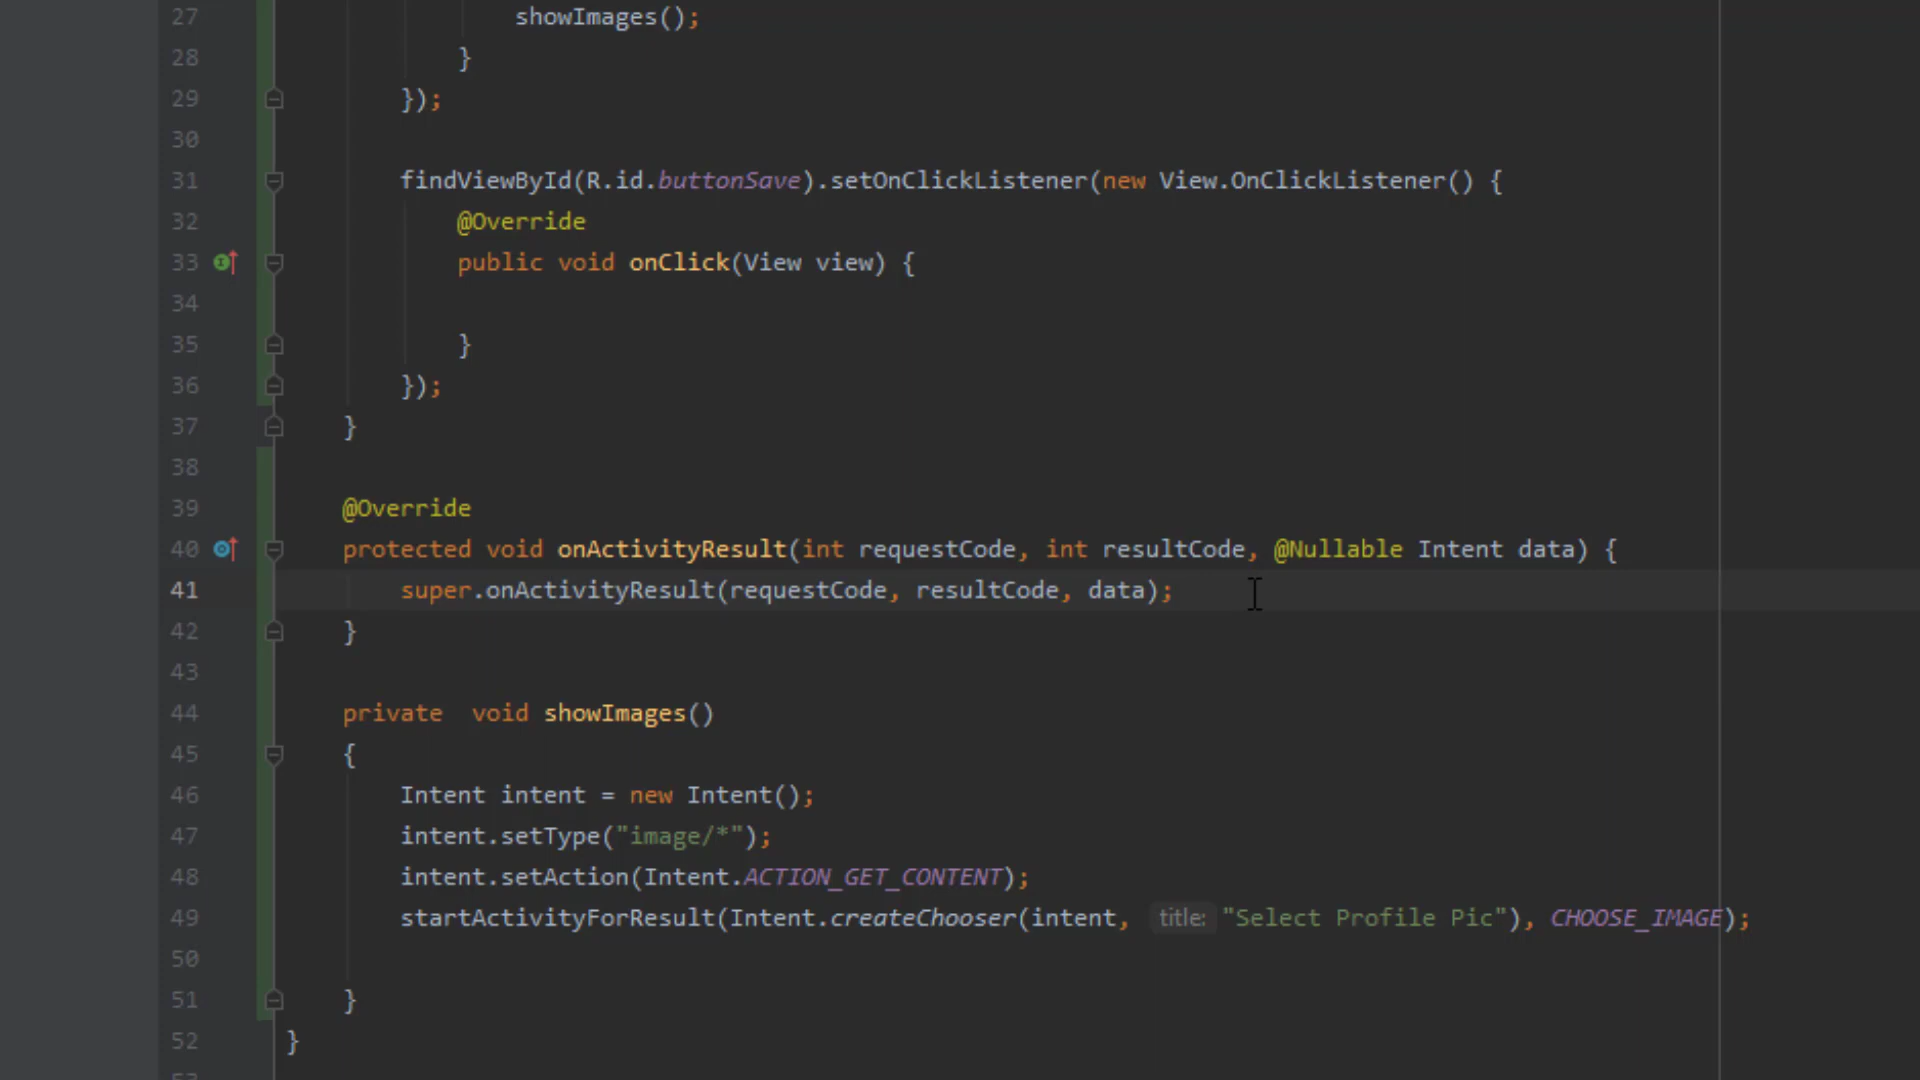 27 showImages();
28 }
29 });
30
31 findViewById(R.id.buttonSave).setOnClickListener(new View.OnClickListener() {
32 @Override
33 public void onClick(View view) {
34
35 }
36 });
37 }
38
39 @Override
40 protected void onActivityResult(int requestCode, int resultCode, @Nullable Intent data) {
41 super.onActivityResult(requestCode, resultCode, data);
42 }
43
44 private  void showImages()
45 {
46 Intent intent = new Intent();
47 intent.setType("image/*");
48 intent.setAction(Intent.ACTION_GET_CONTENT);
49 startActivityForResult(Intent.createChooser(intent, title: "Select Profile Pic"), CHOOSE_IMAGE);
50
51 }
52 }